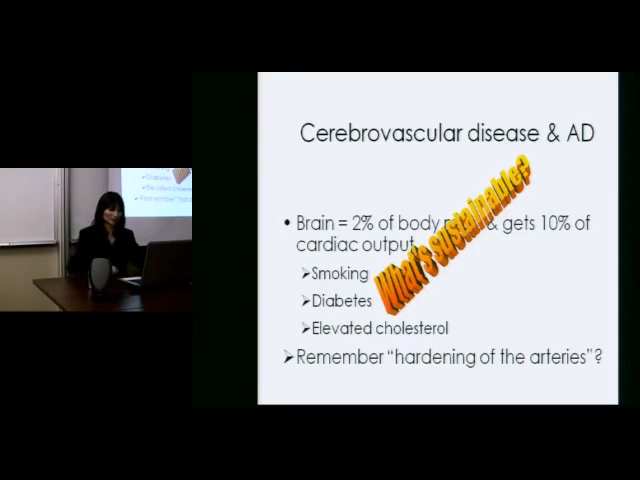 Cerebrovascular disease & AD
• Brain = 2% of body & gets 10% of
cardiac output
➢Smoking
➢Diabetes
➢Elevated cholesterol
➢Remember “hardening of the arteries”?
What's sustainable?
Diabetes